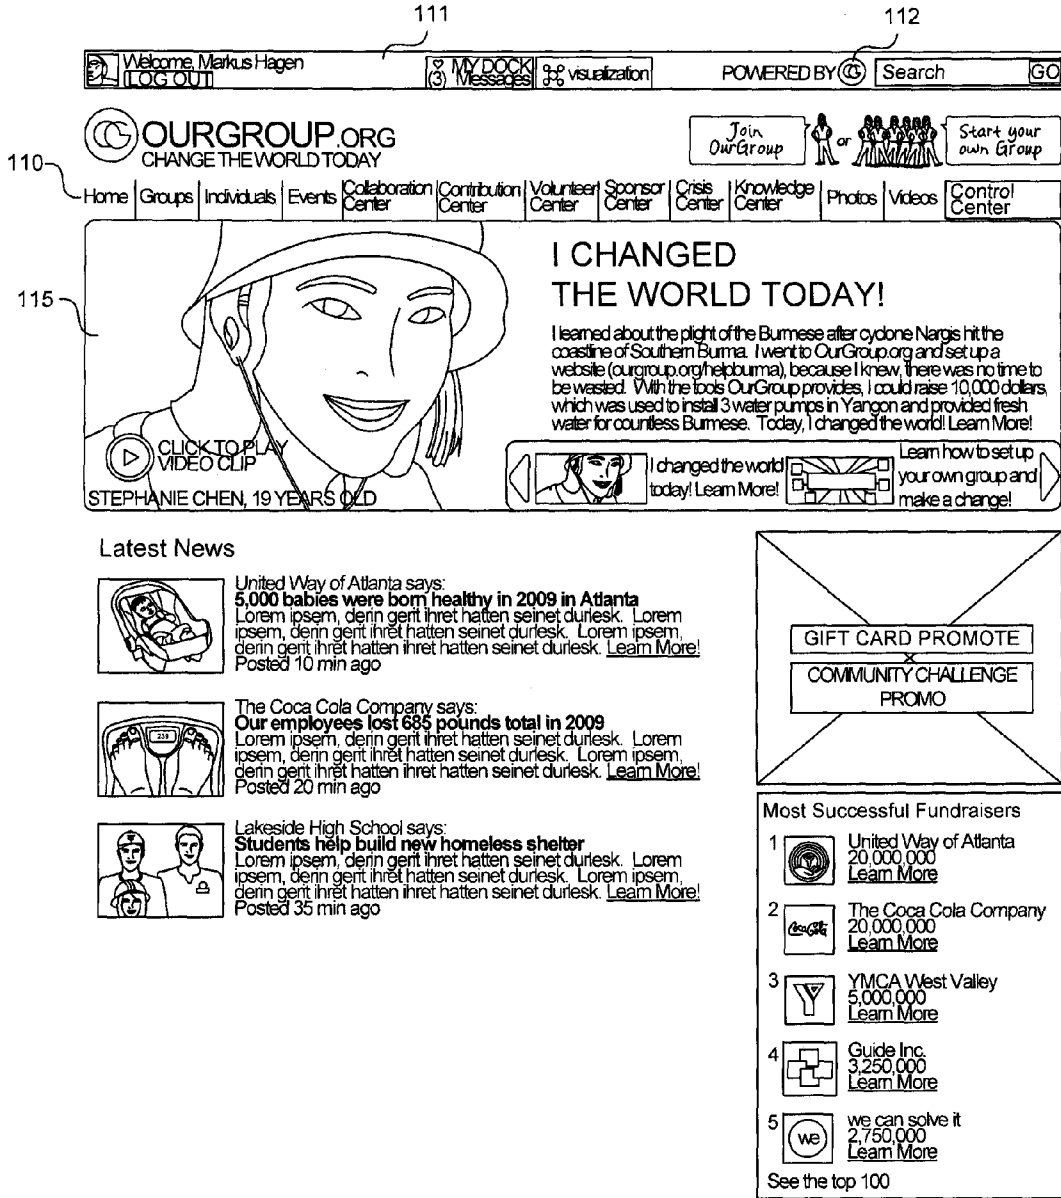 111
112
Welcome, Markus Hagen
LOG OUT
MY DOCK
(3) Messages
visualization
POWERED BY CG
Search
GO
CG OURGROUP.ORG
CHANGE THE WORLD TODAY
Join
OurGroup
or
Start your
own Group
110
Home
Groups
Individuals
Events
Collaboration
Center
Contribution
Center
Volunteer
Center
Sponsor
Center
Crisis
Center
Knowledge
Center
Photos
Videos
Control
Center
115
I CHANGED
THE WORLD TODAY!
I learned about the plight of the Burmese after cyclone Nargis hit the
coastline of Southern Burma. I went to OurGroup.org and set up a
website (ourgroup.org/helpburma), because I knew, there was no time to
be wasted. With the tools OurGroup provides, I could raise 10,000 dollars,
which was used to install 3 water pumps in Yangon and provided fresh
water for countless Burmese. Today, I changed the world! Learn More!
CLICK TO PLAY
VIDEO CLIP
STEPHANIE CHEN, 19 YEARS OLD
I changed the world
today! Learn More!
Learn how to set up
your own group and
make a change!
Latest News
United Way of Atlanta says:
5,000 babies were born healthy in 2009 in Atlanta
Lorem ipsem, derin gerit ihret hatten seinet durlesk. Lorem
ipsem, derin gerit ihret hatten seinet durlesk. Lorem ipsem,
derin gerit ihret hatten ihret hatten seinet durlesk. Learn More!
Posted 10 min ago
The Coca Cola Company says:
Our employees lost 685 pounds total in 2009
Lorem ipsem, derin gerit ihret hatten seinet durlesk. Lorem
ipsem, derin gerit ihret hatten seinet durlesk. Lorem ipsem,
derin gerit ihret hatten ihret hatten seinet durlesk. Learn More!
Posted 20 min ago
Lakeside High School says:
Students help build new homeless shelter
Lorem ipsem, derin gerit ihret hatten seinet durlesk. Lorem
ipsem, derin gerit ihret hatten seinet durlesk. Lorem ipsem,
derin gerit ihret hatten ihret hatten seinet durlesk. Learn More!
Posted 35 min ago
GIFT CARD PROMOTE
COMMUNITY CHALLENGE
PROMO
Most Successful Fundraisers
1
United Way of Atlanta
20,000,000
Learn More
2
Coca-Cola
The Coca Cola Company
20,000,000
Learn More
3
YMCA West Valley
5,000,000
Learn More
4
Guide Inc.
3,250,000
Learn More
5
we
we can solve it
2,750,000
Learn More
See the top 100